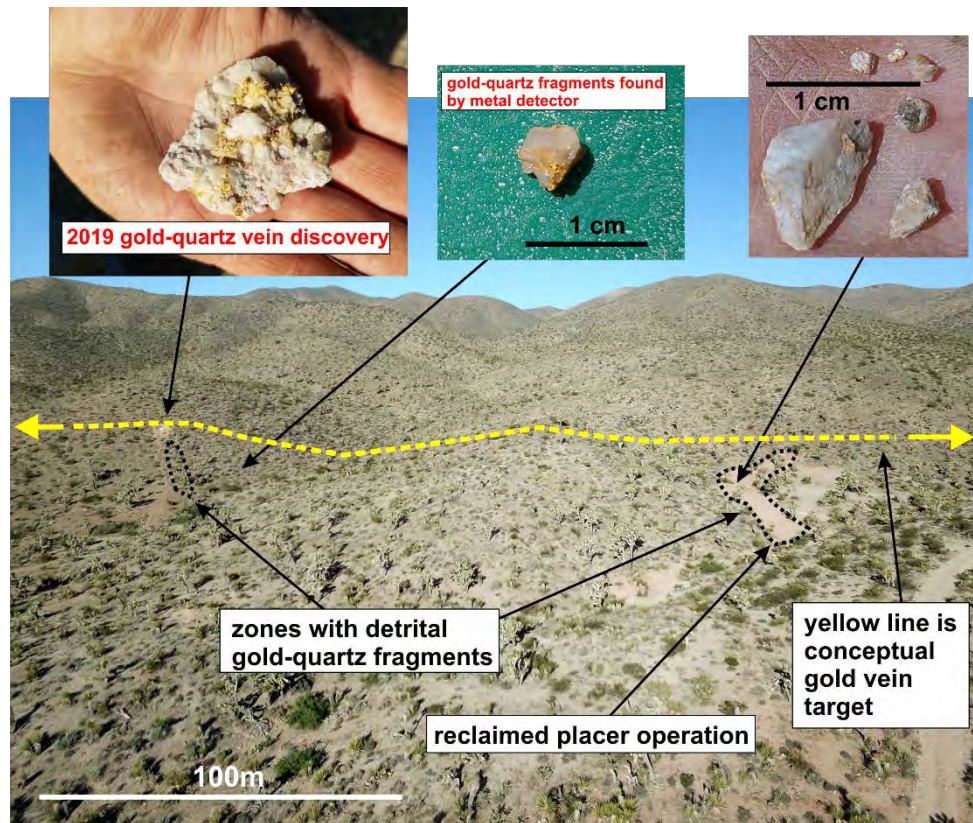 2019 gold-quartz vein discovery
gold-quartz fragments found
by metal detector
1 cm
1 cm
zones with detrital
gold-quartz fragments
reclaimed placer operation
yellow line is
conceptual
gold vein
target
100m